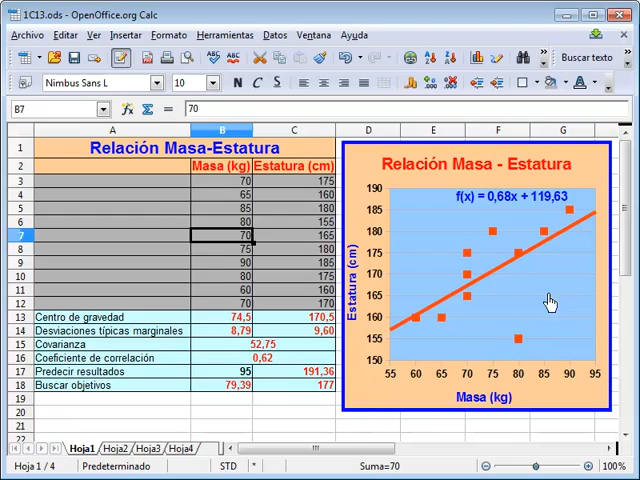 1C13.ods - OpenOffice.org Calc
Archivo Editar Ver Insertar Formato Herramientas Datos Ventana Ayuda
Buscar texto
Nimbus Sans L 10 N C S
B7 70
A B C D E F G
1 Relación Masa-Estatura
2 Masa (kg) Estatura (cm)
3 70 175
4 65 160
5 85 180
6 80 155
7 70 165
8 75 180
9 90 185
10 80 175
11 60 160
12 70 170
13 Centro de gravedad 74,5 170,5
14 Desviaciones típicas marginales 8,79 9,60
15 Covarianza 52,75
16 Coeficiente de correlación 0,62
17 Predecir resultados 95 191,36
18 Buscar objetivos 79,39 177
19
20
21
22
Relación Masa - Estatura
f(x) = 0,68x + 119,63
190
185
180
175
170
165
160
155
150
Estatura (cm)
55 60 65 70 75 80 85 90 95
Masa (kg)
Hoja1 Hoja2 Hoja3 Hoja4
Hoja 1 / 4 Predeterminado STD * Suma=70 100%